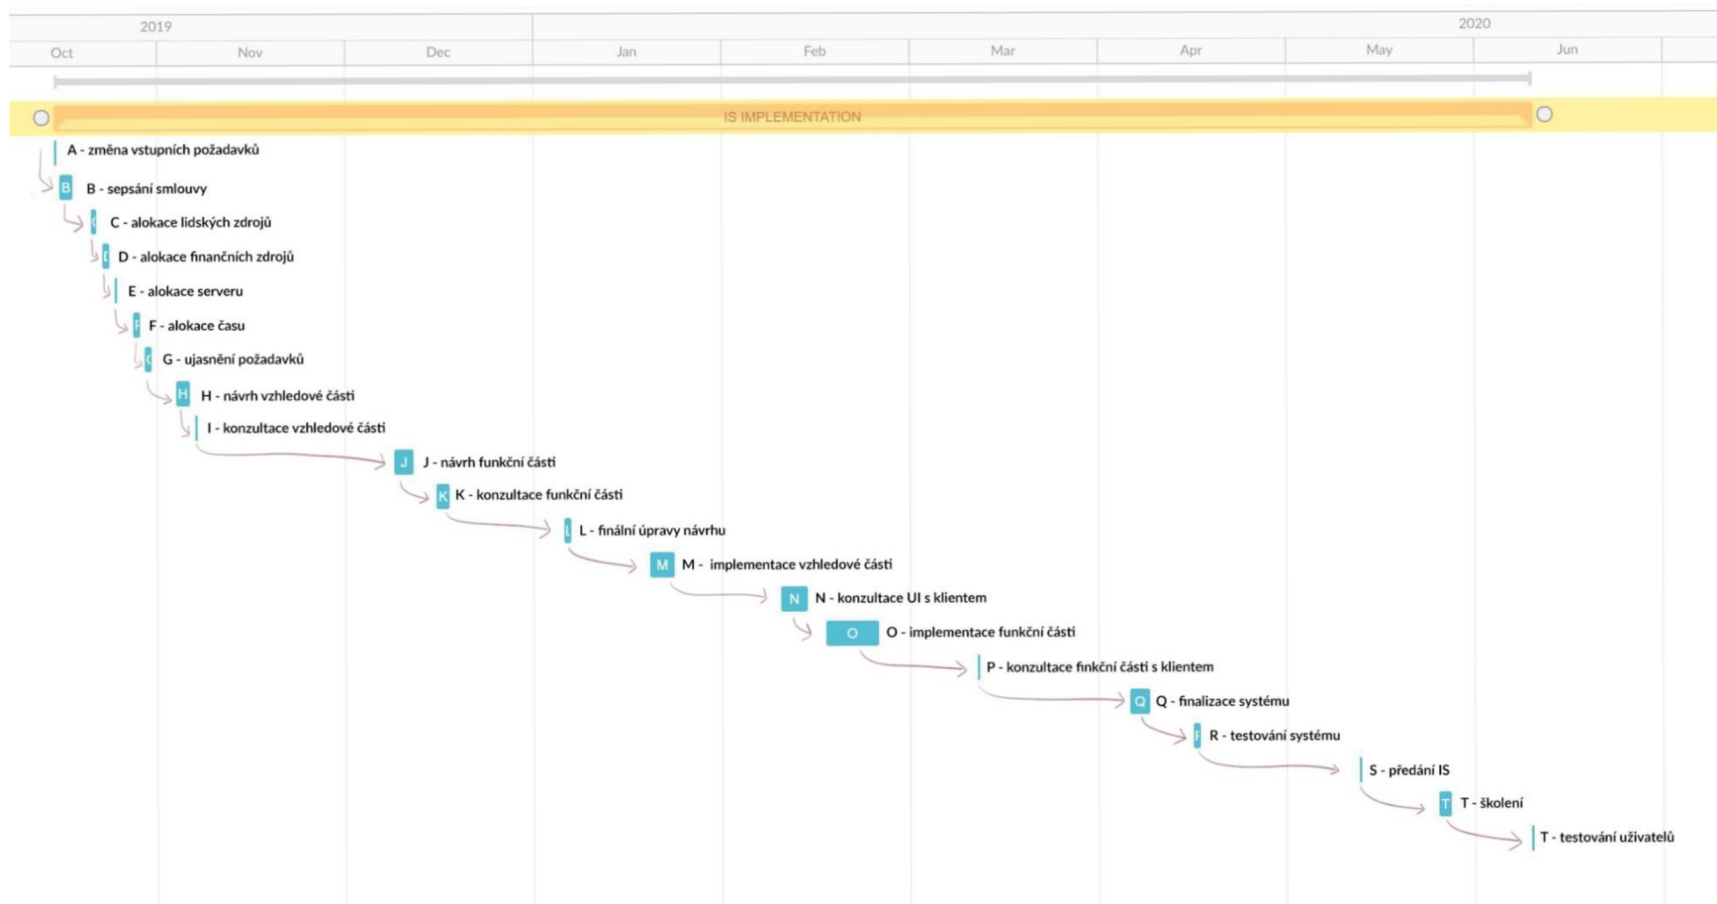 2019 2020
Oct Nov Dec Jan Feb Mar Apr May Jun
IS IMPLEMENTATION
A - změna vstupních požadavků
B B - sepsání smlouvy
C - alokace lidských zdrojů
D - alokace finančních zdrojů
E - alokace serveru
F - alokace času
G - ujasnění požadavků
H H - návrh vzhledové části
I - konzultace vzhledové části
J J - návrh funkční části
K K - konzultace funkční části
L - finální úpravy návrhu
M M - implementace vzhledové části
N N - konzultace UI s klientem
O O - implementace funkční části
P - konzultace finkční části s klientem
Q Q - finalizace systému
R - testování systému
S - předání IS
T T - školení
T - testování uživatelů